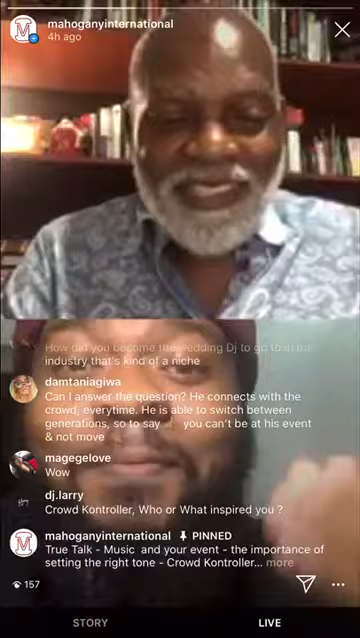 mahoganyinternational
4h ago
How did you become the wedding Dj to go to in the
industry that's kind of a niche
damtaniagiwa
Can I answer the question? He connects with the
crowd, everytime. He is able to switch between
generations, so to say you can't be at his event
& not move
magegelove
Wow
dj.larry
Crowd Kontroller, Who or What inspired you ?
mahoganyinternational PINNED
True Talk - Music and your event - the importance of
setting the right tone - Crowd Kontroller... more
157
STORY
LIVE